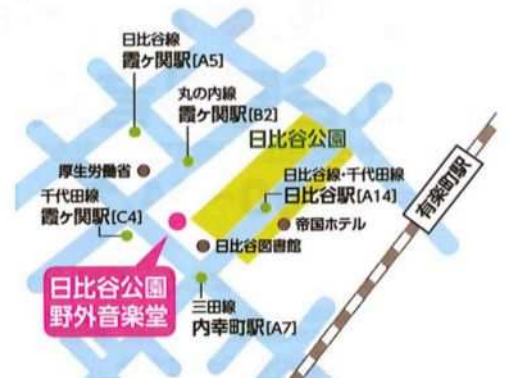 日比谷線
霞ヶ関駅[A5]
丸の内線
霞ヶ関駅[B2]
日比谷公園
厚生労働省
日比谷線・千代田線
日比谷駅[A14]
有楽町駅
千代田線
霞ヶ関駅[C4]
帝国ホテル
日比谷図書館
日比谷公園
野外音楽堂
三田線
内幸町駅[A7]